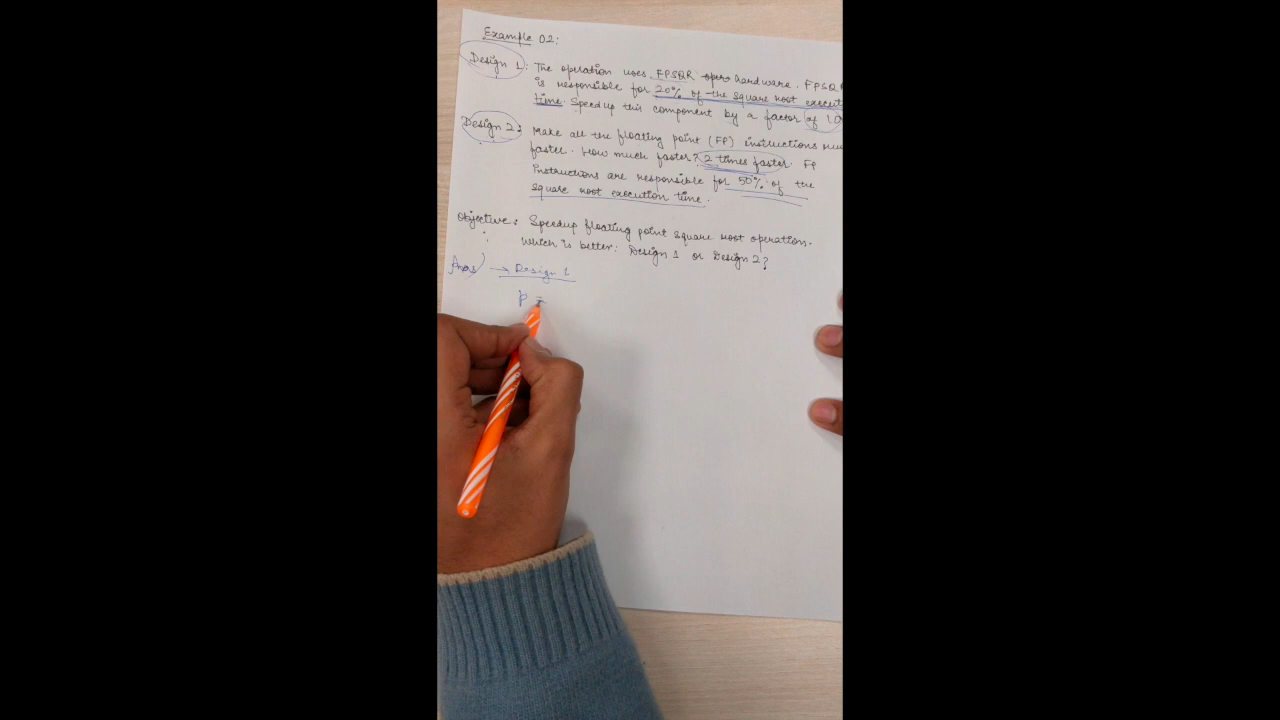 Example 02:
Design 1: The operation uses FPSQR hardware. FPSQR
is responsible for 20% of the square root execut
time. Speedup this component by a factor of 10
Design 2: Make all the floating point (FP) instructions run
faster. How much faster? 2 times faster. FP
instructions are responsible for 50% of the
square root execution time.
Objective: Speedup floating point square root operation.
Which is better: Design 1 or Design 2?
Ans → Design 1
p =